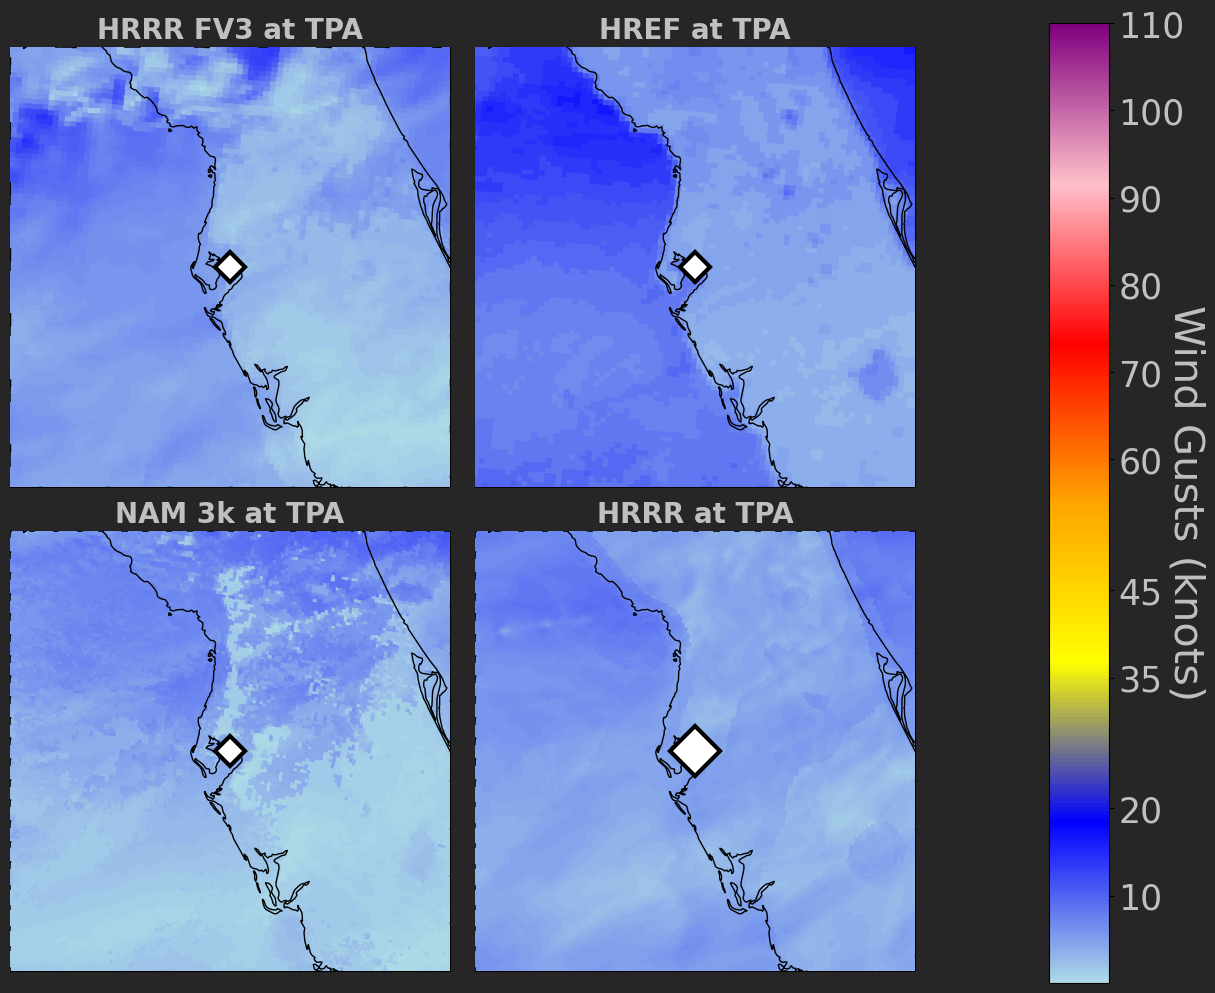 HRRR FV3 at TPA
HREF at TPA
NAM 3k at TPA
HRRR at TPA
110
100
90
80
70
60
45
35
20
10
Wind Gusts (knots)